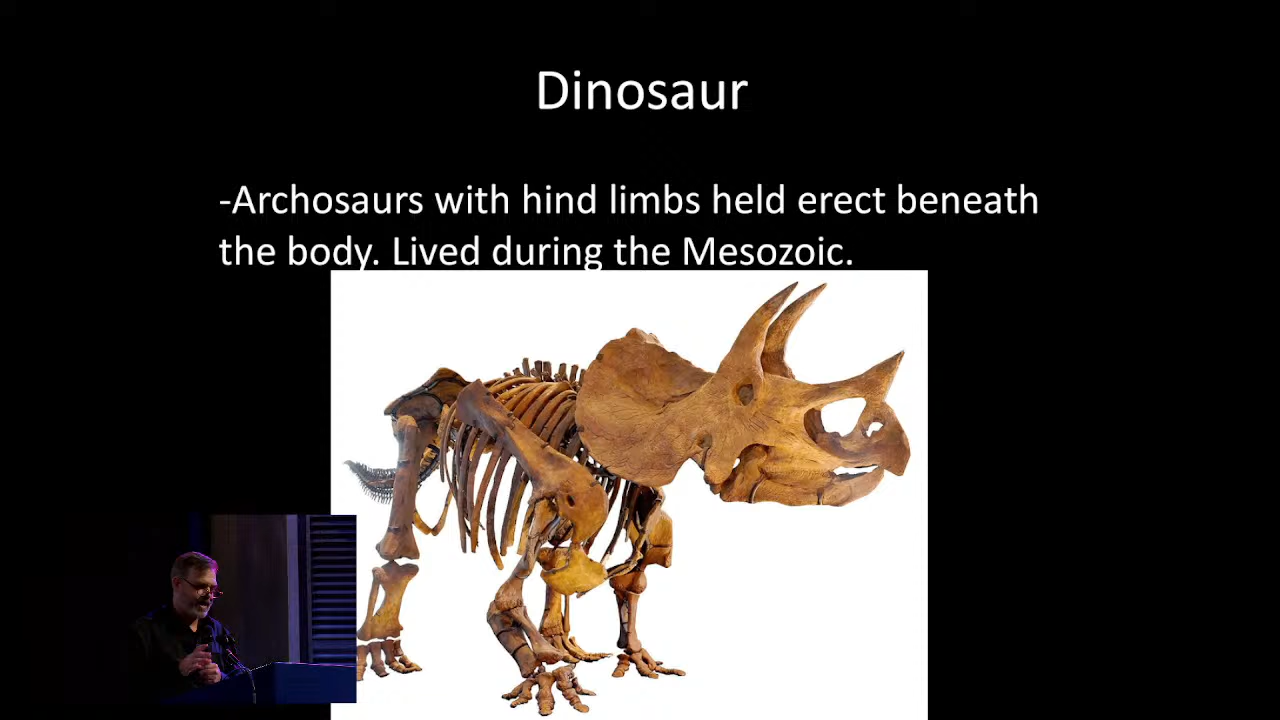 Dinosaur
-Archosaurs with hind limbs held erect beneath
the body. Lived during the Mesozoic.